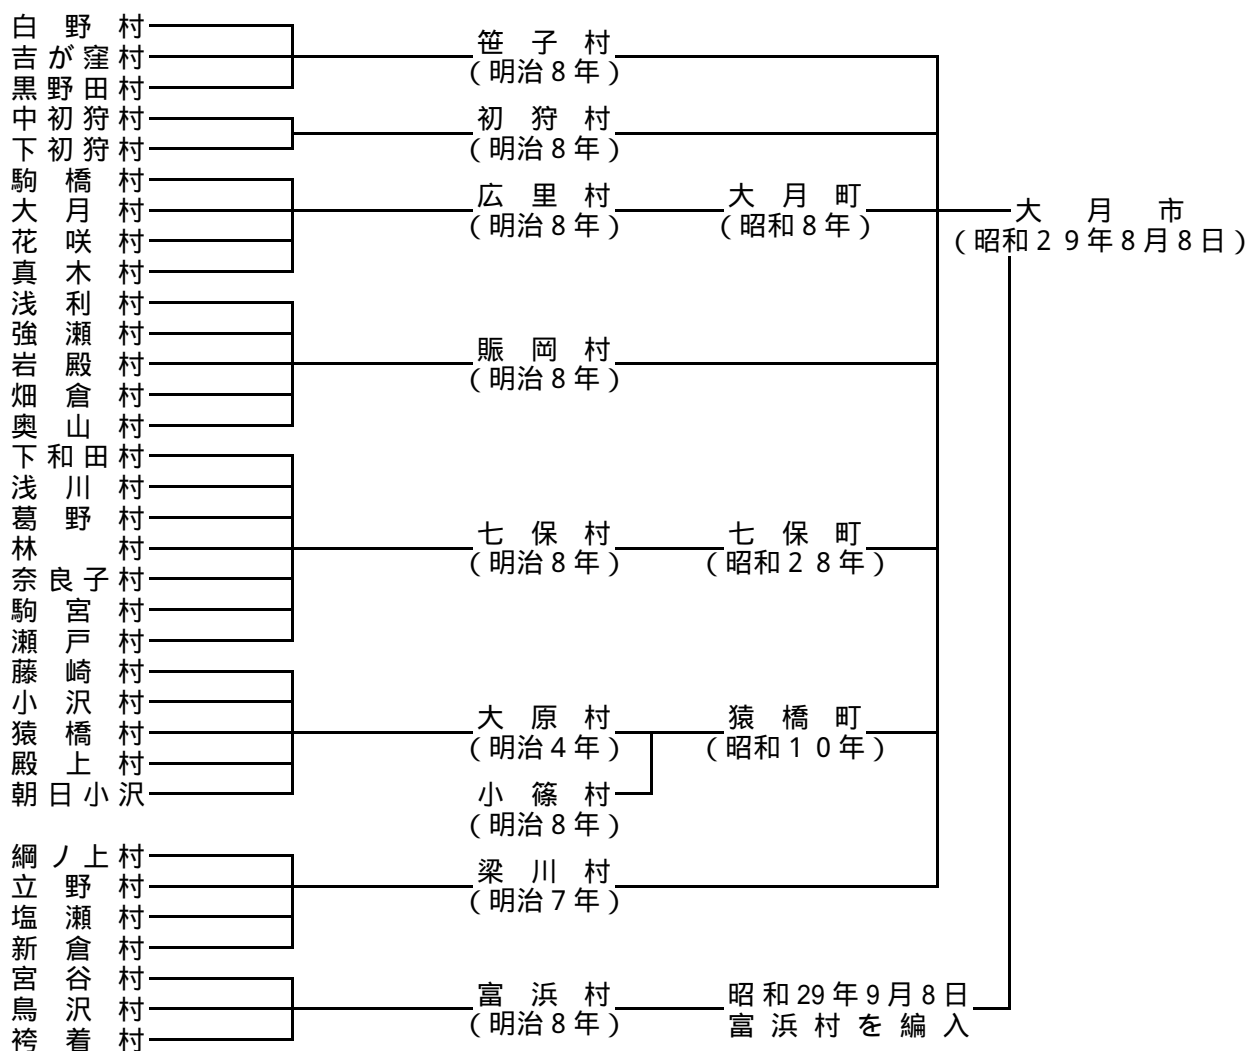 白野村
吉が窪村
黒野田村
中初狩村
下初狩村
駒橋村
大月村
花咲村
真木村
浅利村
強瀬村
岩殿村
畑倉村
奥山村
下和田村
浅川村
葛野村
林村
奈良子村
駒宮村
瀬戸村
藤崎村
小沢村
猿橋村
殿上村
朝日小沢
綱ノ上村
立野村
塩瀬村
新倉村
宮谷村
鳥沢村
袴着村
笹子村
(明治8年)
初狩村
(明治8年)
広里村
(明治8年)
賑岡村
(明治8年)
七保村
(明治8年)
大原村
(明治4年)
小篠村
(明治8年)
梁川村
(明治7年)
富浜村
(明治8年)
大月町
(昭和8年)
七保町
(昭和28年)
猿橋町
(昭和10年)
昭和29年9月8日
富浜村を編入
大月市
(昭和29年8月8日)